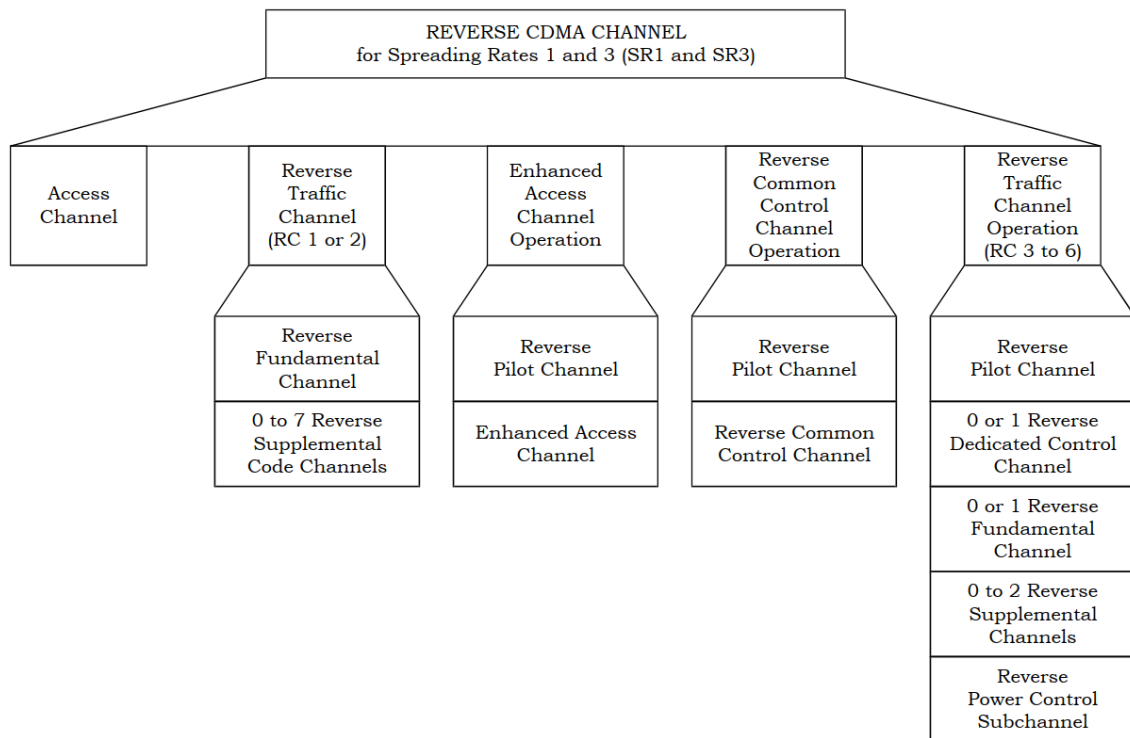 REVERSE CDMA CHANNEL
for Spreading Rates 1 and 3 (SR1 and SR3)
Access
Channel
Reverse
Traffic
Channel
(RC 1 or 2)
Enhanced
Access
Channel
Operation
Reverse
Common
Control
Channel
Operation
Reverse
Traffic
Channel
Operation
(RC 3 to 6)
Reverse
Fundamental
Channel
0 to 7 Reverse
Supplemental
Code Channels
Reverse
Pilot Channel
Enhanced Access
Channel
Reverse
Pilot Channel
Reverse Common
Control Channel
Reverse
Pilot Channel
0 or 1 Reverse
Dedicated Control
Channel
0 or 1 Reverse
Fundamental
Channel
0 to 2 Reverse
Supplemental
Channels
Reverse
Power Control
Subchannel